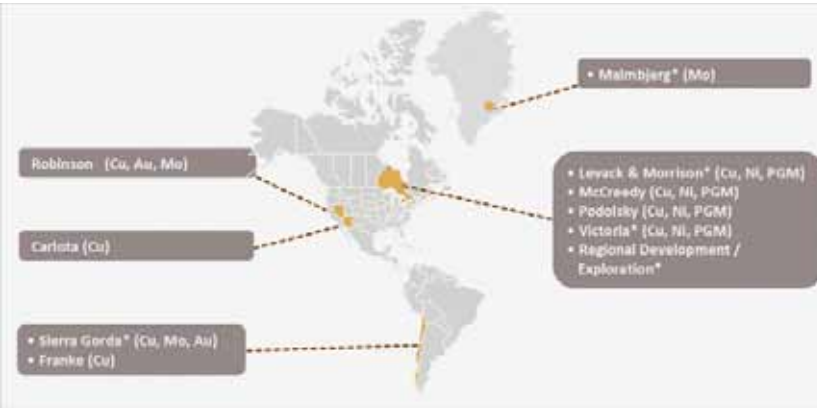 • Malmbjerg* (Mo)
Robinson (Cu, Au, Mo)
• Levack & Morrison* (Cu, Ni, PGM)
• McCreedy (Cu, Ni, PGM)
• Podolsky (Cu, Ni, PGM)
• Victoria* (Cu, Ni, PGM)
• Regional Development /
Exploration*
Carlota (Cu)
• Sierra Gorda* (Cu, Mo, Au)
• Franke (Cu)